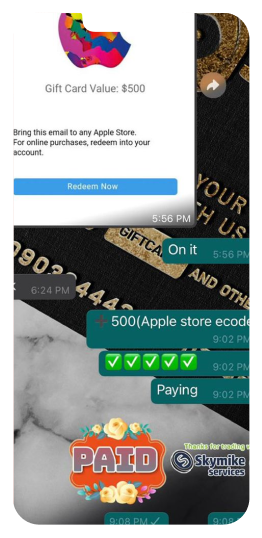 Gift Card Value: $500
Bring this email to any Apple Store.
For online purchases, redeem into your
account.
Redeem Now
5:56 PM
YOUR
TH US
GIFTCA
On it
5:56 PM
AND OTHE
6:24 PM
500(Apple store ecode
9:02 PM
9:02 PM
Paying
9:02 PM
PAID
Thanks for trading w
Skymike
Services
9:08 PM
9:08